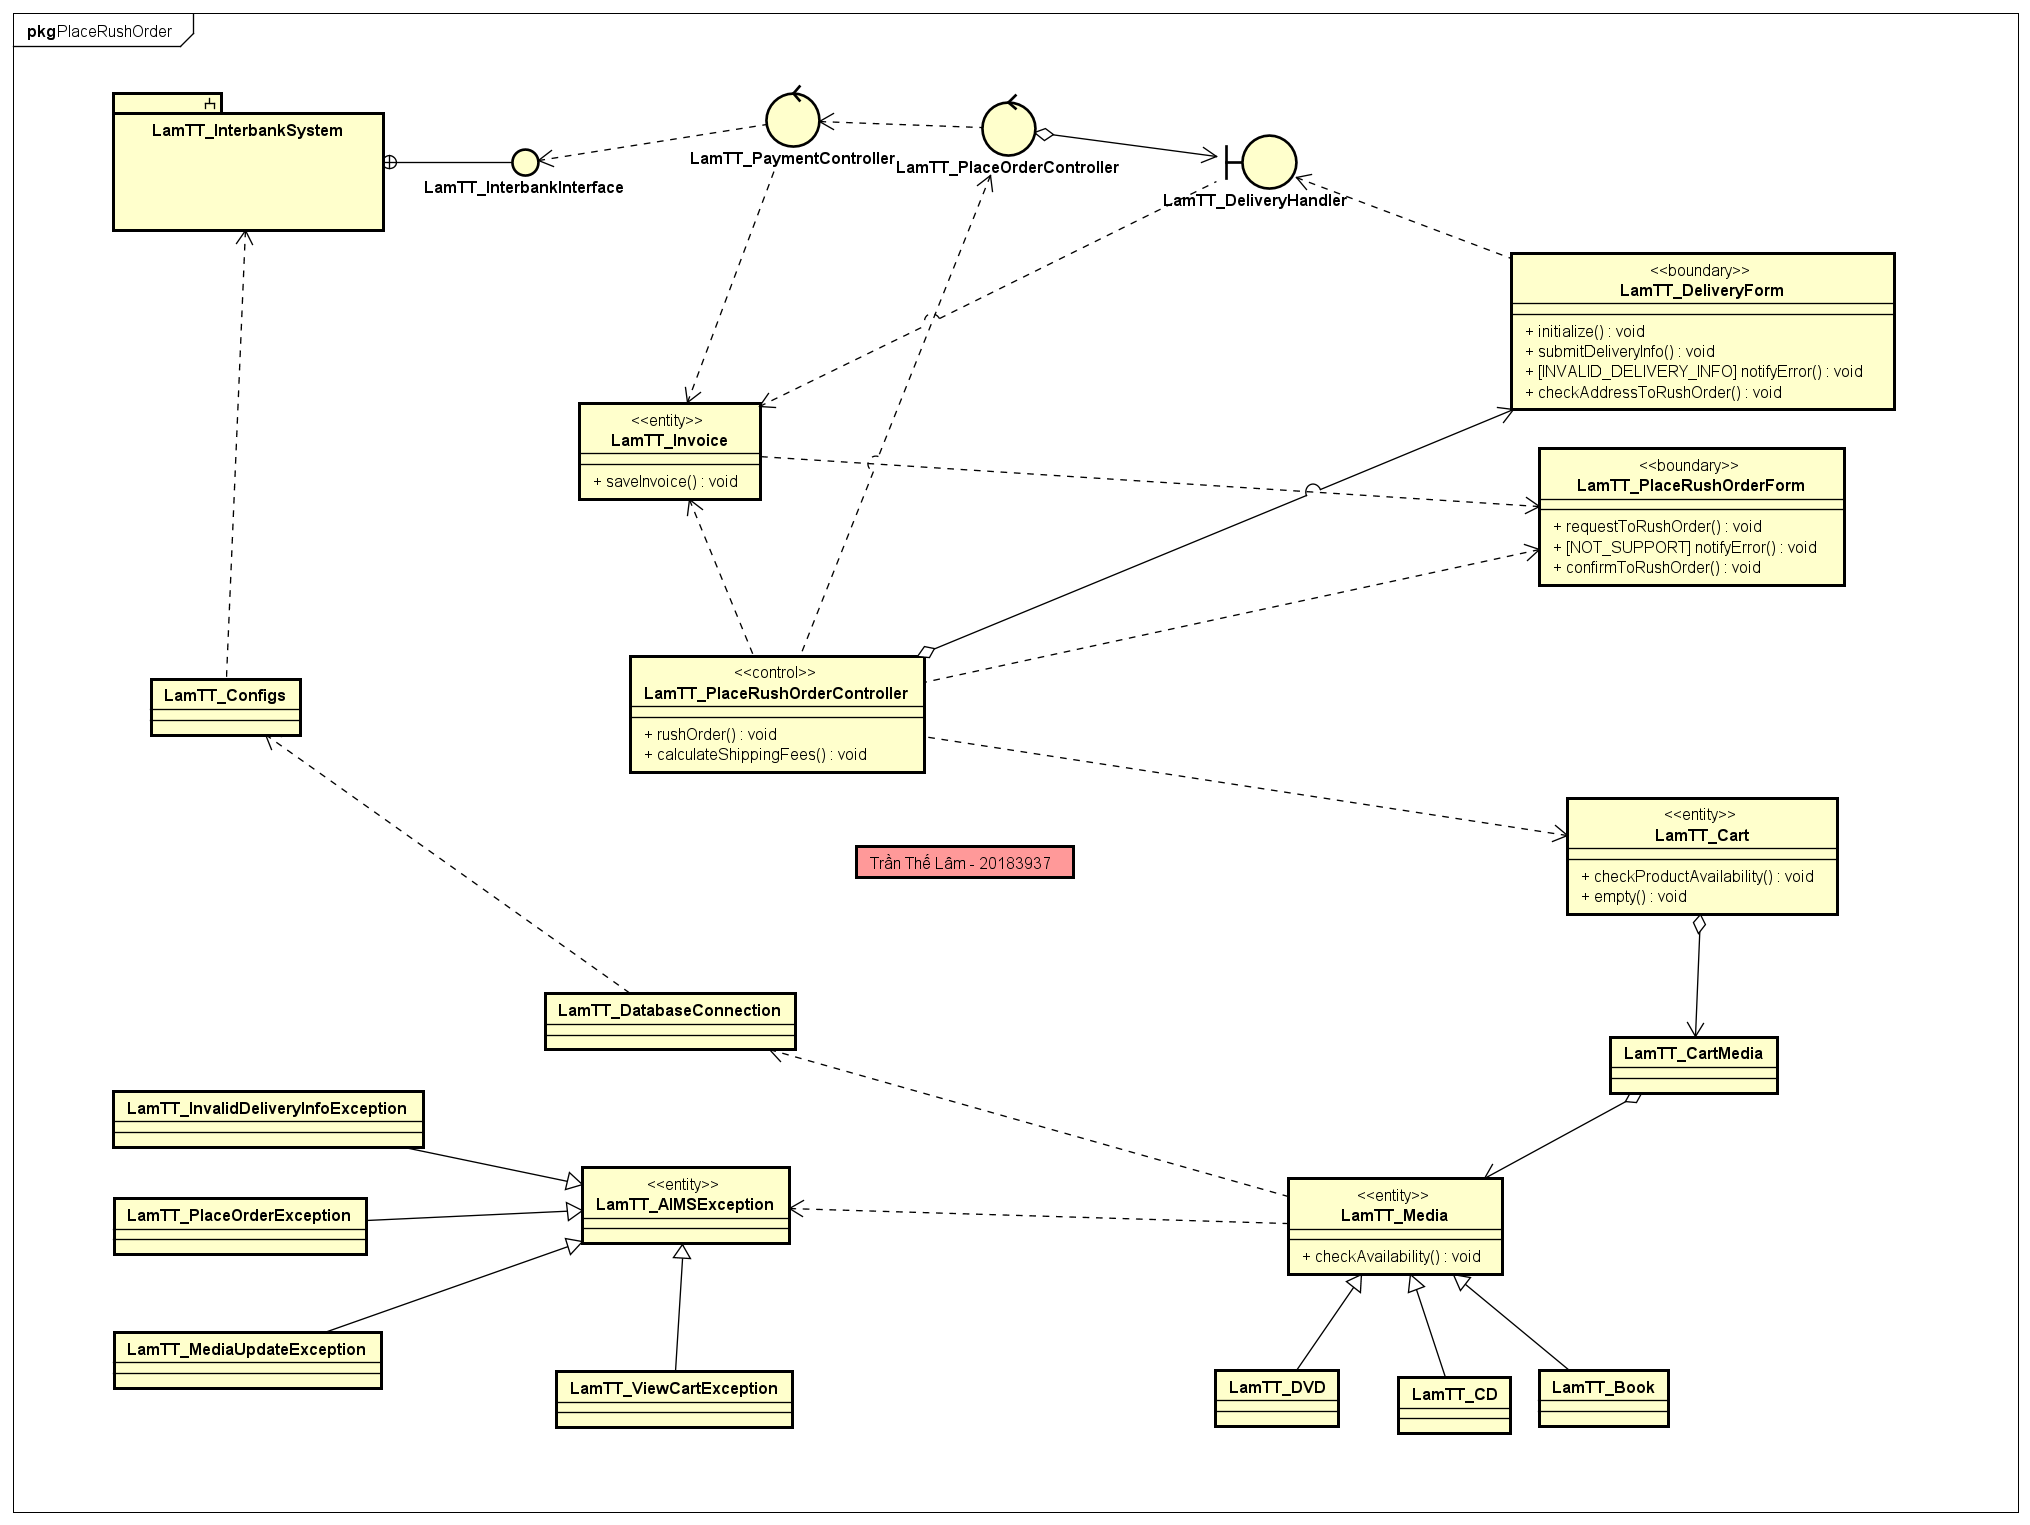 pkg PlaceRushOrder
LamTT_InterbankSystem
LamTT_InterbankInterface
LamTT_PaymentController
LamTT_PlaceOrderController
LamTT_DeliveryHandler
<<boundary>>
LamTT_DeliveryForm
+ initialize() : void
+ submitDeliveryInfo() : void
+ [INVALID_DELIVERY_INFO] notifyError() : void
+ checkAddressToRushOrder() : void
<<entity>>
LamTT_Invoice
+ saveInvoice() : void
<<boundary>>
LamTT_PlaceRushOrderForm
+ requestToRushOrder() : void
+ [NOT_SUPPORT] notifyError() : void
+ confirmToRushOrder() : void
<<control>>
LamTT_PlaceRushOrderController
+ rushOrder() : void
+ calculateShippingFees() : void
LamTT_Configs
<<entity>>
LamTT_Cart
+ checkProductAvailability() : void
+ empty() : void
Trần Thế Lâm - 20183937
LamTT_DatabaseConnection
LamTT_CartMedia
LamTT_InvalidDeliveryInfoException
<<entity>>
LamTT_AIMSException
LamTT_PlaceOrderException
<<entity>>
LamTT_Media
+ checkAvailability() : void
LamTT_MediaUpdateException
LamTT_ViewCartException
LamTT_DVD
LamTT_CD
LamTT_Book